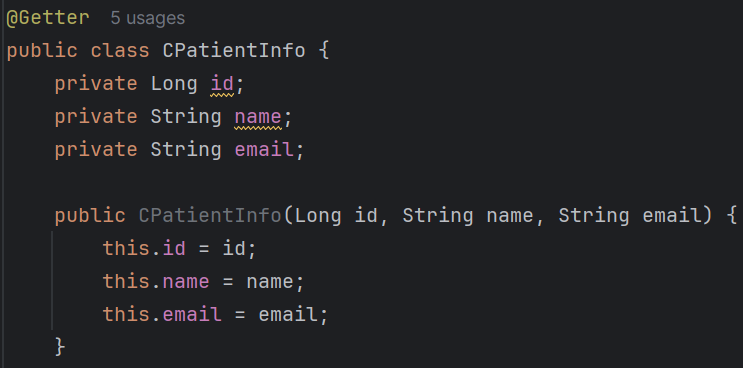 @Getter 5 usages
public class CPatientInfo {
    private Long id;
    private String name;
    private String email;

    public CPatientInfo(Long id, String name, String email) {
        this.id = id;
        this.name = name;
        this.email = email;
    }